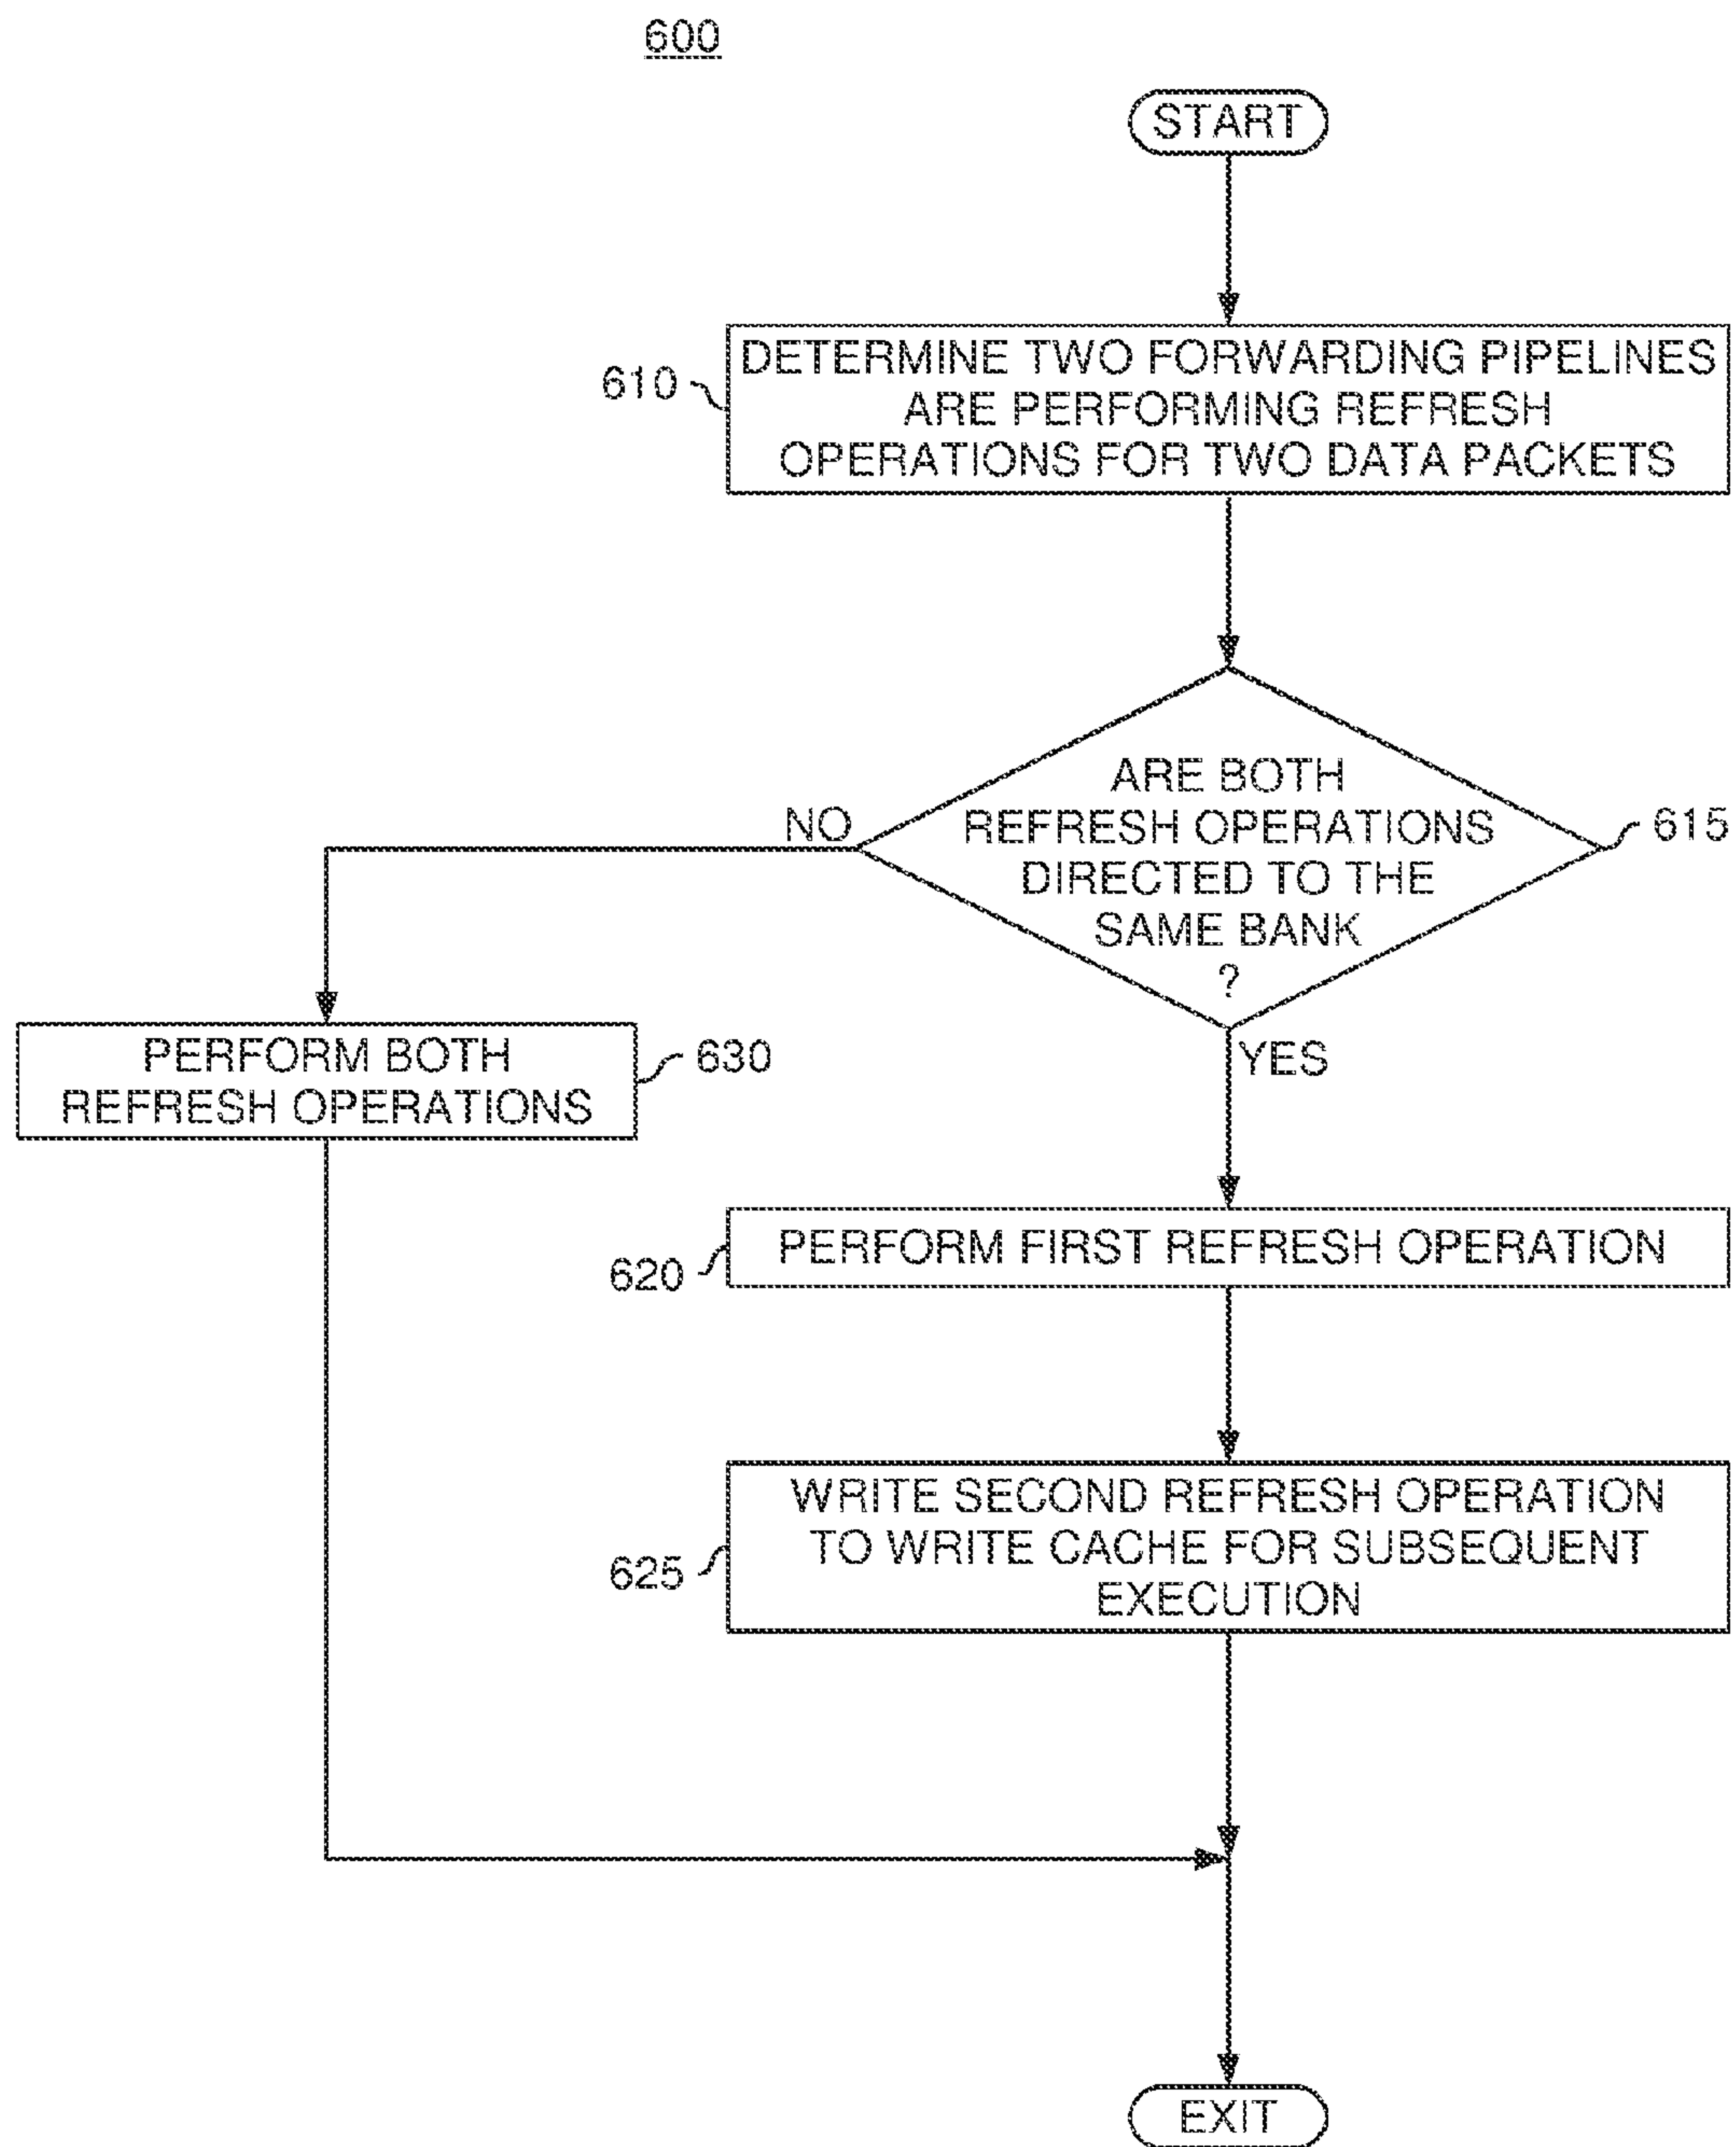 600
START
610
DETERMINE TWO FORWARDING PIPELINES
ARE PERFORMING REFRESH
OPERATIONS FOR TWO DATA PACKETS
ARE BOTH
REFRESH OPERATIONS
DIRECTED TO THE
SAME BANK
?
615
NO
YES
PERFORM BOTH
REFRESH OPERATIONS
630
620
PERFORM FIRST REFRESH OPERATION
625
WRITE SECOND REFRESH OPERATION
TO WRITE CACHE FOR SUBSEQUENT
EXECUTION
EXIT